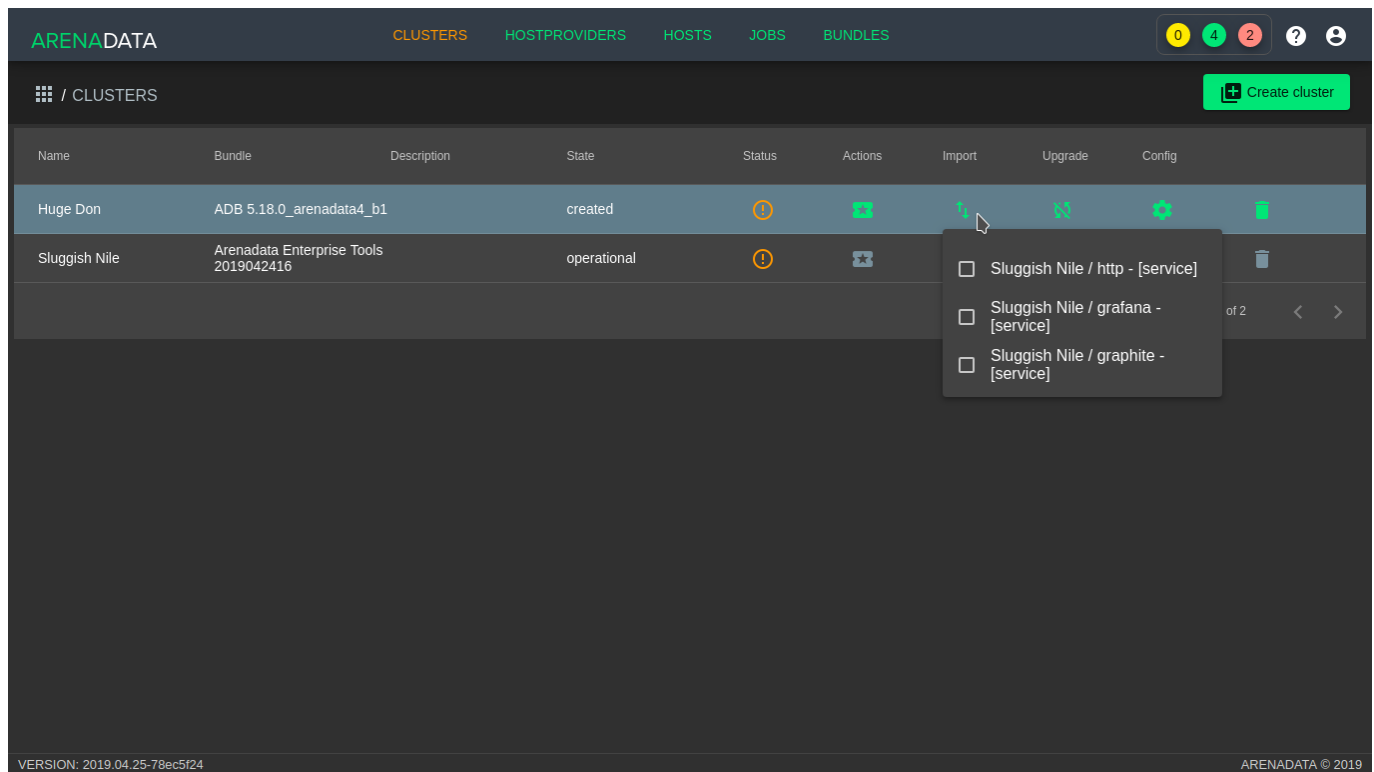 ARENADATA CLUSTERS HOSTPROVIDERS HOSTS JOBS BUNDLES 0 4 2
/ CLUSTERS Create cluster
Name Bundle Description State Status Actions Import Upgrade Config
Huge Don ADB 5.18.0_arenadata4_b1 created
Sluggish Nile Arenadata Enterprise Tools
2019042416 operational
Sluggish Nile / http - [service]
Sluggish Nile / grafana -
[service]
Sluggish Nile / graphite -
[service]
of 2
VERSION: 2019.04.25-78ec5f24 ARENADATA © 2019